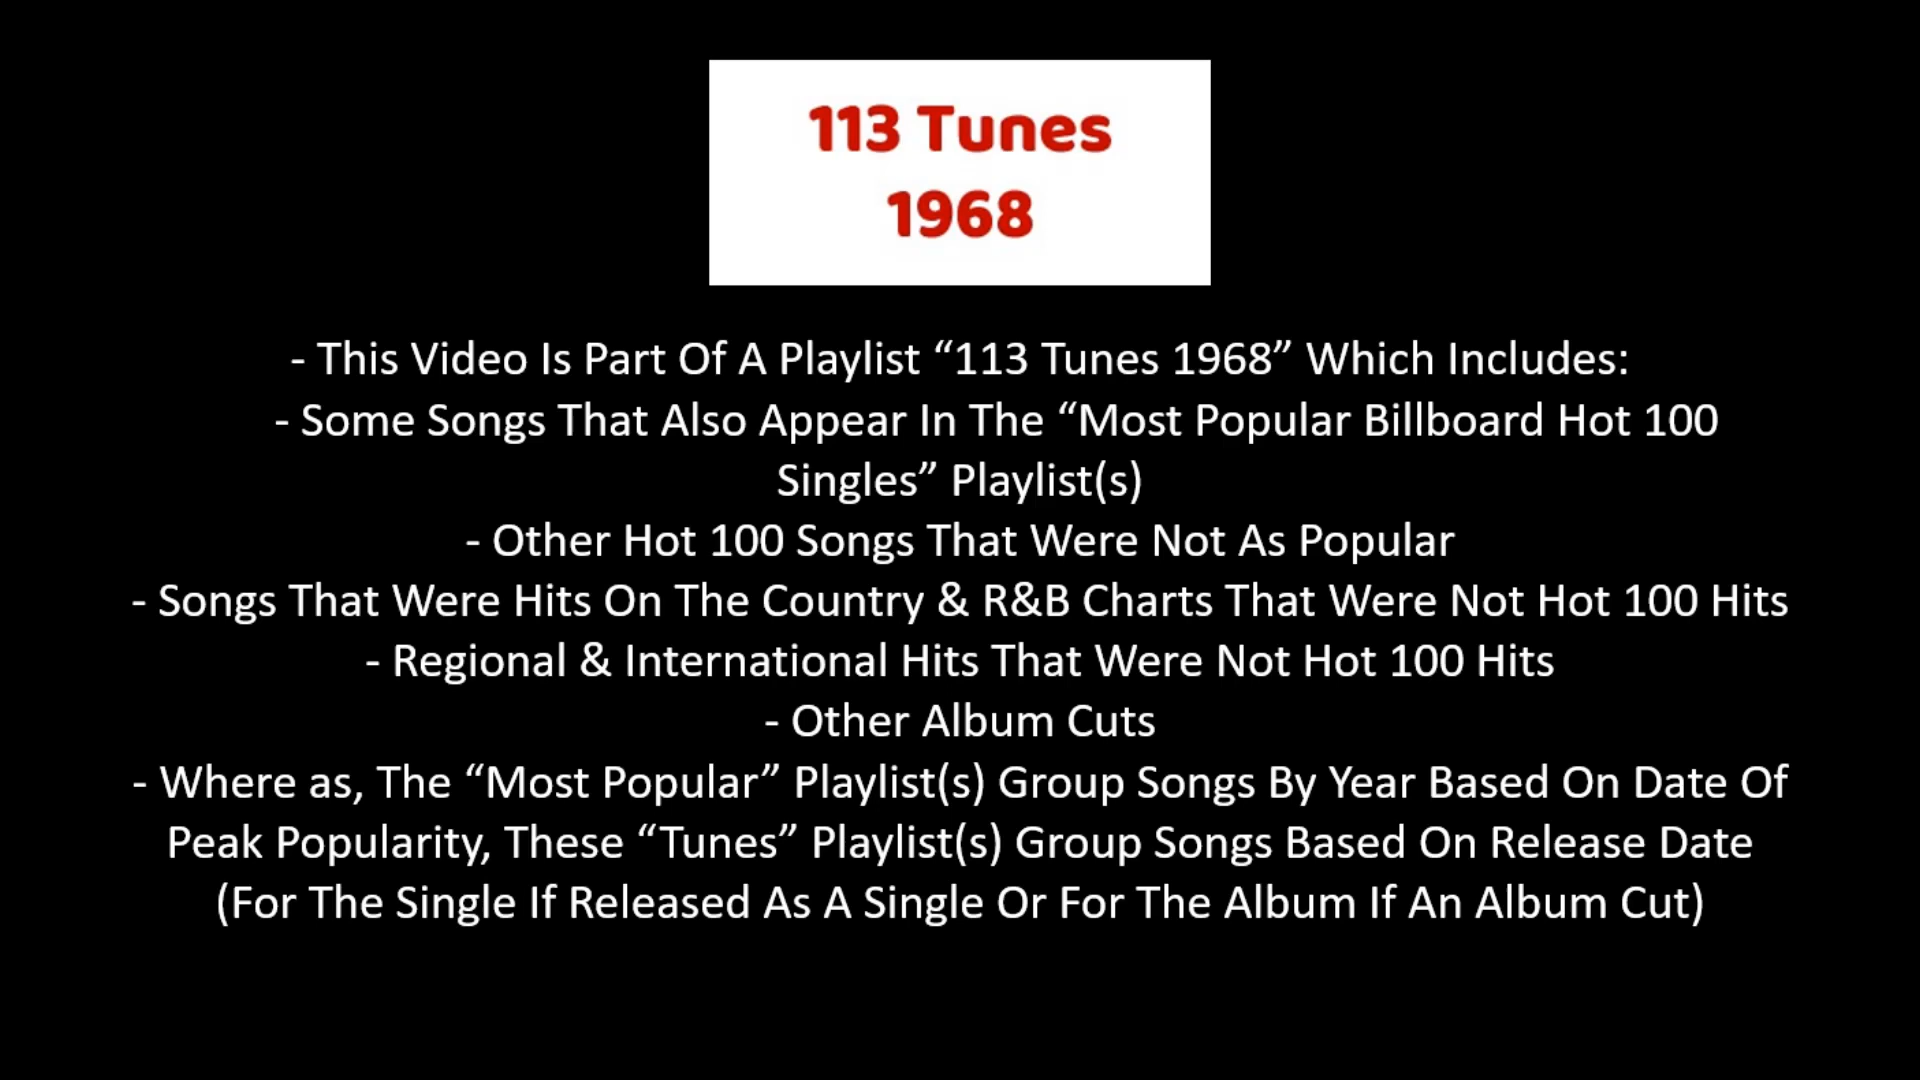 113 Tunes
1968
- This Video Is Part Of A Playlist “113 Tunes 1968” Which Includes:
- Some Songs That Also Appear In The “Most Popular Billboard Hot 100
Singles” Playlist(s)
- Other Hot 100 Songs That Were Not As Popular
- Songs That Were Hits On The Country & R&B Charts That Were Not Hot 100 Hits
- Regional & International Hits That Were Not Hot 100 Hits
- Other Album Cuts
- Where as, The “Most Popular” Playlist(s) Group Songs By Year Based On Date Of
Peak Popularity, These “Tunes” Playlist(s) Group Songs Based On Release Date
(For The Single If Released As A Single Or For The Album If An Album Cut)